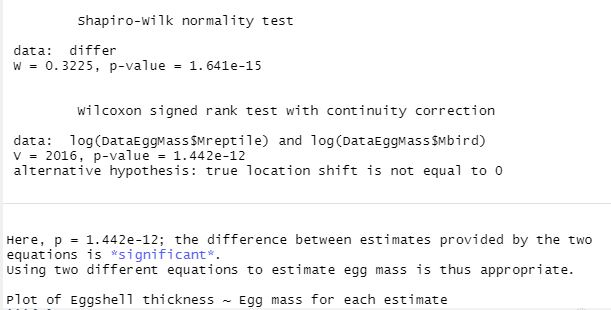 Shapiro-Wilk normality test
data: differ
W = 0.3225, p-value = 1.641e-15
Wilcoxon signed rank test with continuity correction
data: log(DataEggMass$Mreptile) and log(DataEggMass$Mbird)
V = 2016, p-value = 1.442e-12
alternative hypothesis: true location shift is not equal to 0
Here, p = 1.442e-12; the difference between estimates provided by the two
equations is *significant*.
Using two different equations to estimate egg mass is thus appropriate.
Plot of Eggshell thickness ~ Egg mass for each estimate